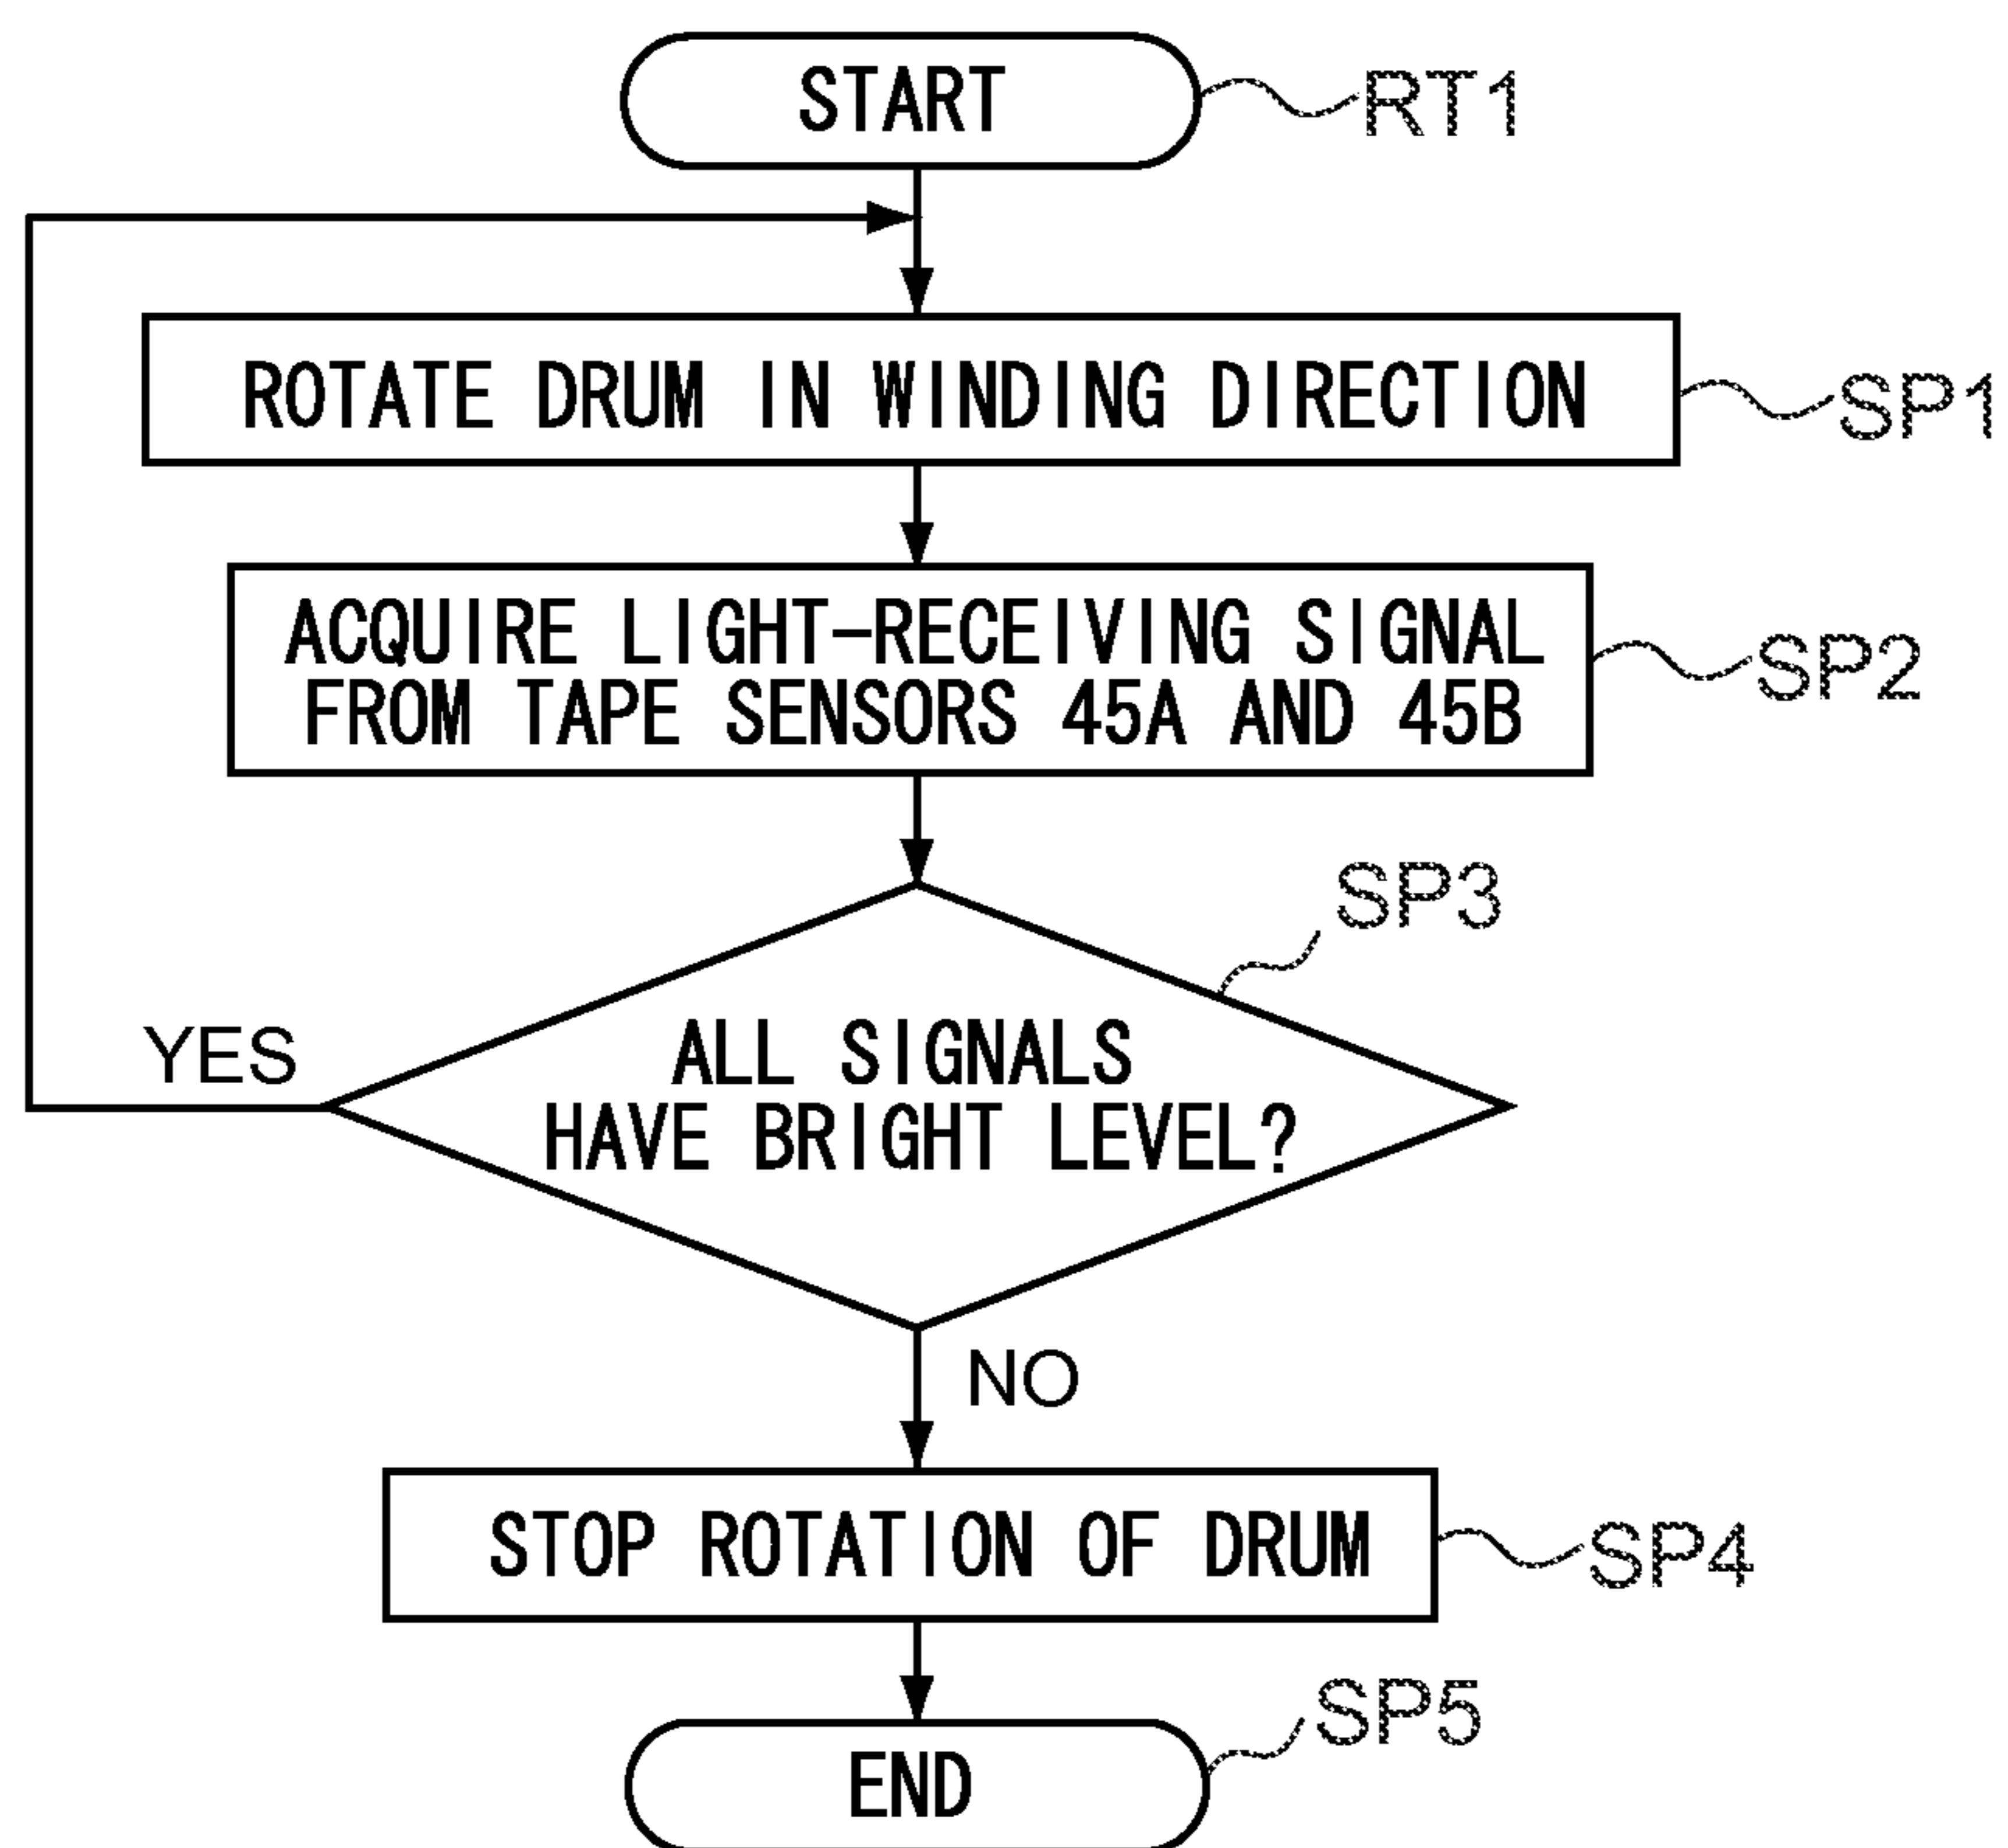 START
RT1
ROTATE DRUM IN WINDING DIRECTION
SP1
ACQUIRE LIGHT-RECEIVING SIGNAL
FROM TAPE SENSORS 45A AND 45B
SP2
SP3
YES
ALL SIGNALS
HAVE BRIGHT LEVEL?
NO
STOP ROTATION OF DRUM
SP4
SP5
END